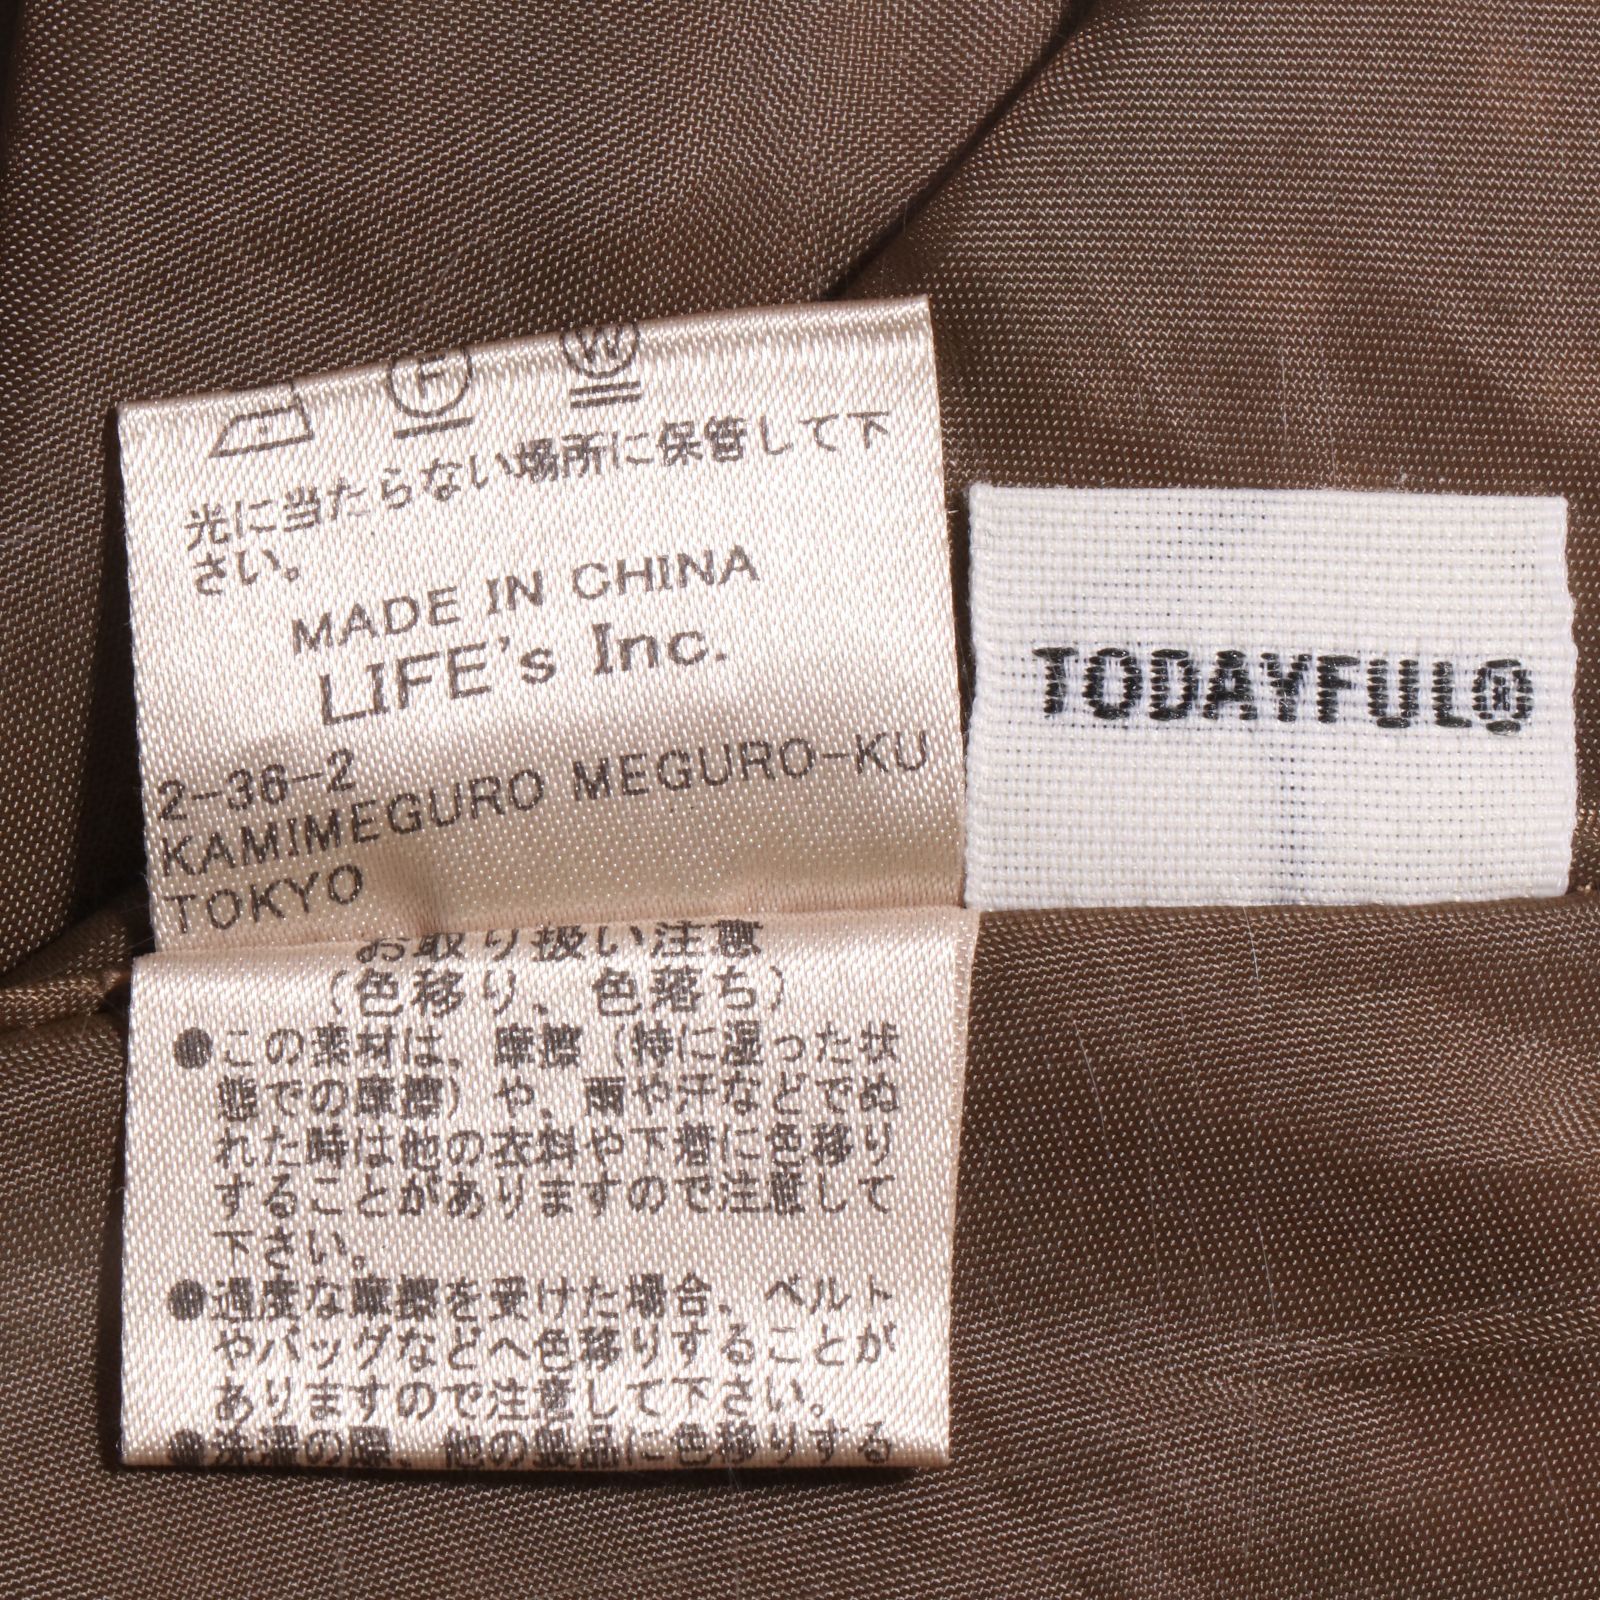 F
W
光に当たらない場所に保管して下
さい。
MADE IN CHINA
LIFE's Inc.
2-36-2
KAMIMEGURO MEGURO-KU
TOKYO
TODAYFUL®
お取り扱い注意
(色移り、色落ち)
●この素材は、摩擦(特に湿った状
態での摩擦)や、雨や汗などでぬ
れた時は他の衣料や下着に色移り
することがありますので注意して
下さい。
●過度な摩擦を受けた場合、ベルト
やバッグなどへ色移りすることが
ありますので注意して下さい。
の際、他の製品に色移りする